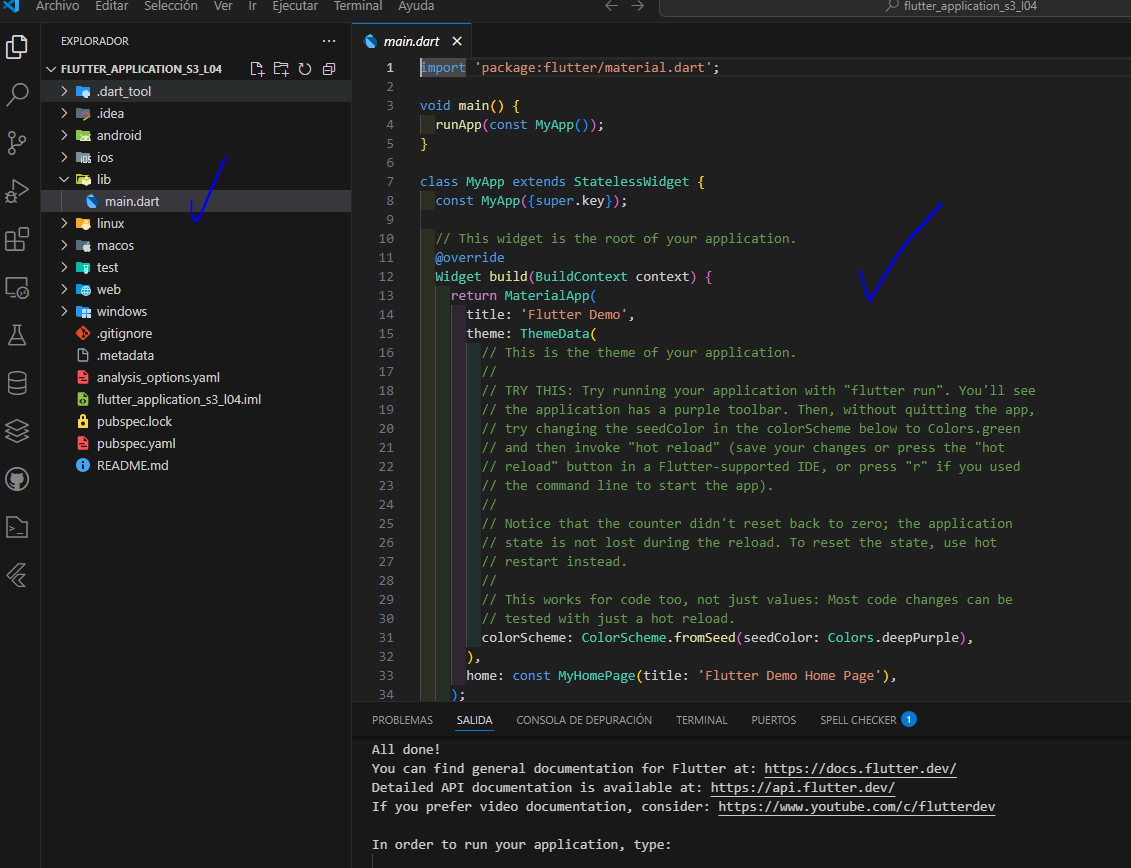 Archivo Editar Selección Ver Ir Ejecutar Terminal Ayuda
flutter_application_s3_l04
EXPLORADOR
FLUTTER_APPLICATION_S3_L04
.dart_tool
.idea
android
ios
lib
main.dart
linux
macos
test
web
windows
.gitignore
.metadata
analysis_options.yaml
flutter_application_s3_l04.iml
pubspec.lock
pubspec.yaml
README.md
main.dart
1 import 'package:flutter/material.dart';
2
3 void main() {
4 runApp(const MyApp());
5 }
6
7 class MyApp extends StatelessWidget {
8 const MyApp({super.key});
9
10 // This widget is the root of your application.
11 @override
12 Widget build(BuildContext context) {
13 return MaterialApp(
14 title: 'Flutter Demo',
15 theme: ThemeData(
16 // This is the theme of your application.
17 //
18 // TRY THIS: Try running your application with "flutter run". You'll see
19 // the application has a purple toolbar. Then, without quitting the app,
20 // try changing the seedColor in the colorScheme below to Colors.green
21 // and then invoke "hot reload" (save your changes or press the "hot
22 // reload" button in a Flutter-supported IDE, or press "r" if you used
23 // the command line to start the app).
24 //
25 // Notice that the counter didn't reset back to zero; the application
26 // state is not lost during the reload. To reset the state, use hot
27 // restart instead.
28 //
29 // This works for code too, not just values: Most code changes can be
30 // tested with just a hot reload.
31 colorScheme: ColorScheme.fromSeed(seedColor: Colors.deepPurple),
32 ),
33 home: const MyHomePage(title: 'Flutter Demo Home Page'),
34 );
PROBLEMAS SALIDA CONSOLA DE DEPURACIÓN TERMINAL PUERTOS SPELL CHECKER 1
All done!
You can find general documentation for Flutter at: https://docs.flutter.dev/
Detailed API documentation is available at: https://api.flutter.dev/
If you prefer video documentation, consider: https://www.youtube.com/c/flutterdev
In order to run your application, type: